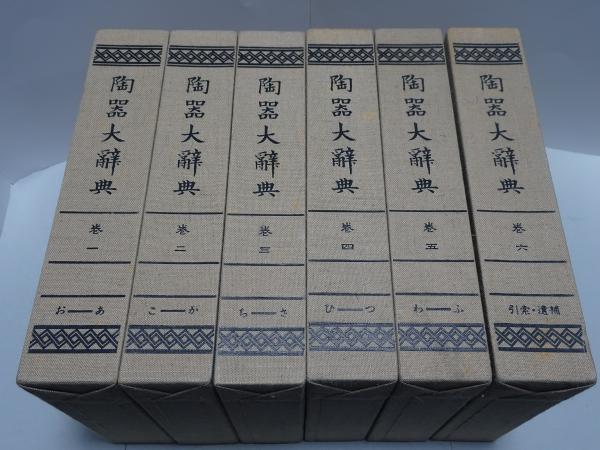 陶器大辭典
巻一
お—あ
陶器大辭典
巻二
こ—か
陶器大辭典
巻三
ち—さ
陶器大辭典
巻四
ひ—つ
陶器大辭典
巻五
わ—ふ
陶器大辭典
巻六
引索・遺補